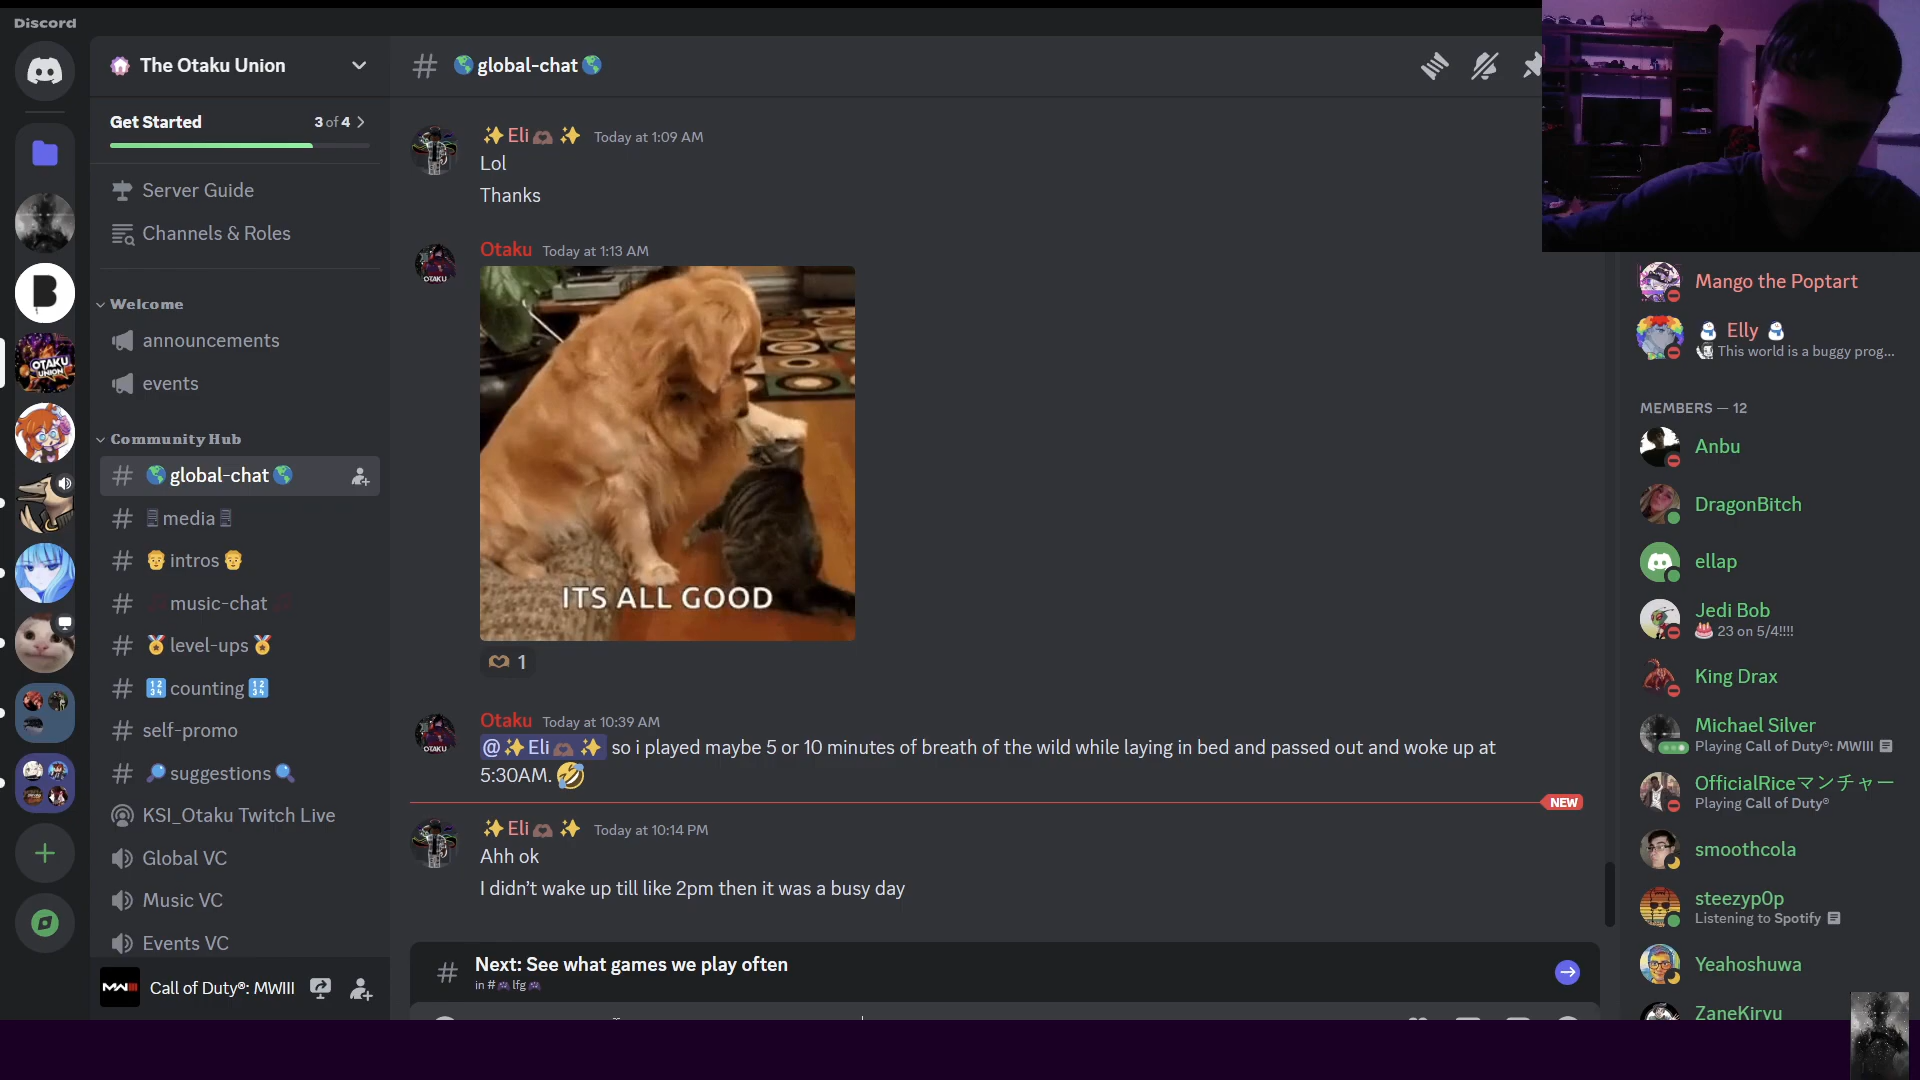 Discord
The Otaku Union
Get Started
3 of 4
Server Guide
Channels & Roles
Welcome
announcements
events
Community Hub
🌎global-chat🌎
media
👨‍🦲intros👨‍🦲
music-chat
🏅level-ups🏅
🔢counting🔢
self-promo
🔎suggestions🔍
KSI_Otaku Twitch Live
Global VC
Music VC
Events VC
Call of Duty®: MWIII
🌎global-chat🌎
✨Eli🫶🏾✨ Today at 1:09 AM
Lol
Thanks
Otaku Today at 1:13 AM
ITS ALL GOOD
1
Otaku Today at 10:39 AM
@✨Eli🫶🏾✨ so i played maybe 5 or 10 minutes of breath of the wild while laying in bed and passed out and woke up at
5:30AM. 🤣
NEW
✨Eli🫶🏾✨ Today at 10:14 PM
Ahh ok
I didn’t wake up till like 2pm then it was a busy day
Next: See what games we play often
in #🎮lfg🎮
Mango the Poptart
⛄ Elly ⛄
This world is a buggy prog...
MEMBERS — 12
Anbu
DragonBitch
ellap
Jedi Bob
🎂 23 on 5/4!!!!
King Drax
Michael Silver
Playing Call of Duty®: MWIII
OfficialRiceマンチャー
Playing Call of Duty®
smoothcola
steezyp0p
Listening to Spotify
Yeahoshuwa
ZaneKiryu
OTAKU
UNION
OTAKU
OTAKU
MWIII